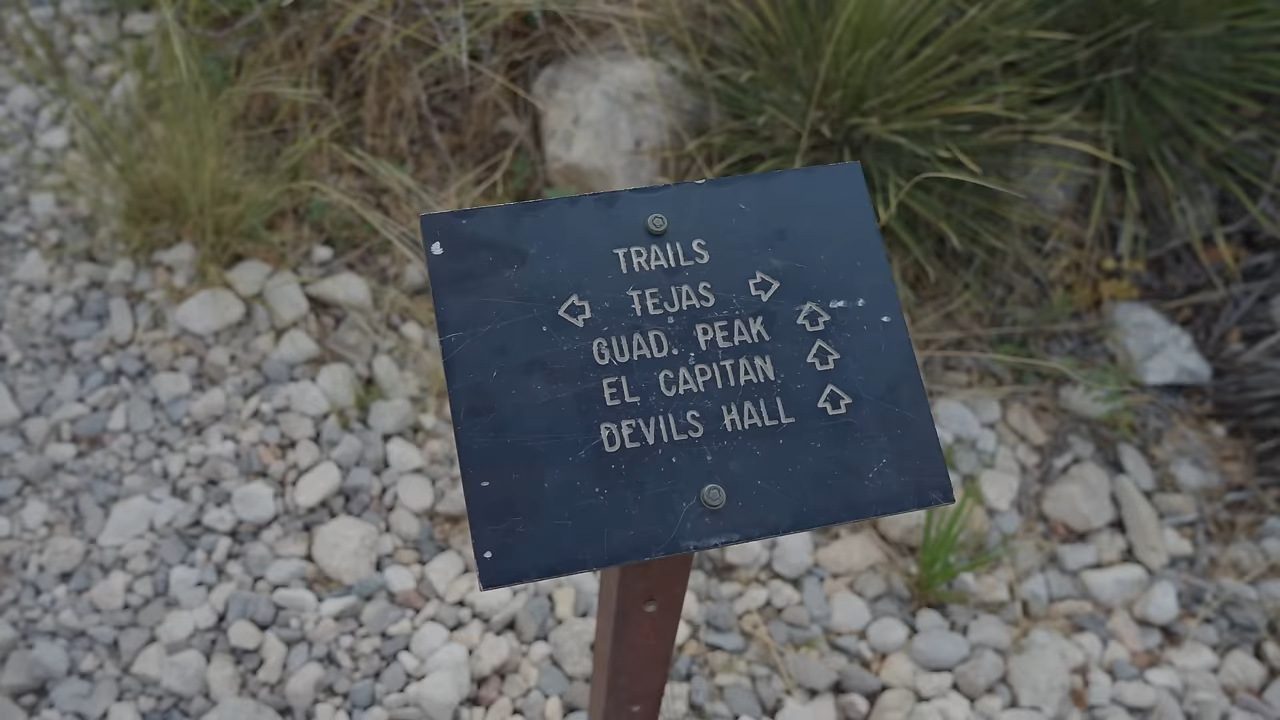 TRAILS
TEJAS
GUAD. PEAK
EL CAPITAN
DEVILS HALL